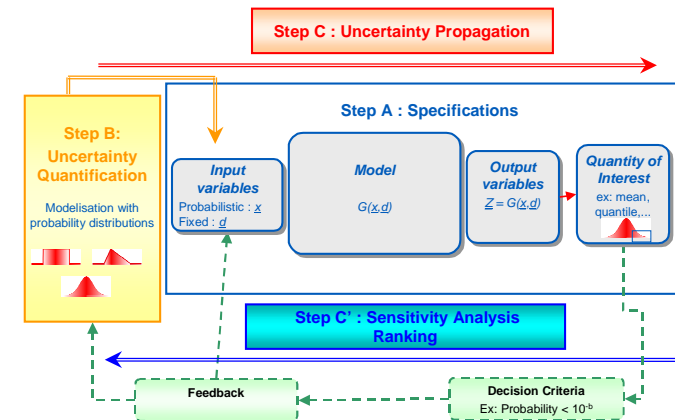 Step C : Uncertainty Propagation
Step A : Specifications
Step B:
Uncertainty
Quantification
Modelisation with
probability distributions
Input
variables
Probabilistic : x
Fixed : d
Model
G(x,d)
Output
variables
Z = G(x,d)
Quantity of
Interest
ex: mean,
quantile,...
Step C' : Sensitivity Analysis
Ranking
Feedback
Decision Criteria
Ex: Probability < 10⁻ᵇ